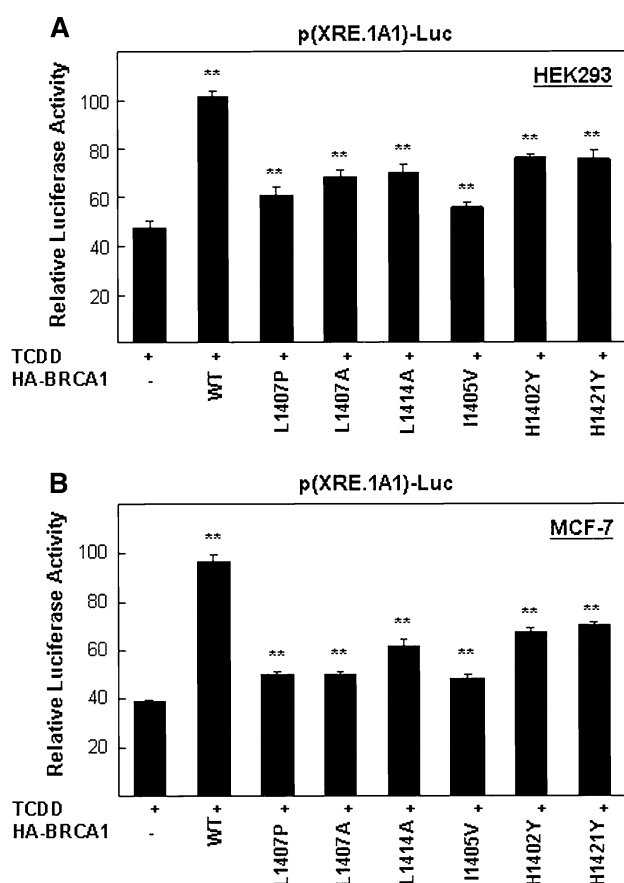 A
p(XRE.1A1)-Luc
HEK293
Relative Luciferase Activity
100
80
60
40
20
** ** ** ** ** ** **
TCDD + + + + + + + +
HA-BRCA1 - WT L1407P L1407A L1414A I1405V H1402Y H1421Y
B
p(XRE.1A1)-Luc
MCF-7
Relative Luciferase Activity
100
80
60
40
20
** ** ** ** ** ** **
TCDD + + + + + + + +
HA-BRCA1 - WT L1407P L1407A L1414A I1405V H1402Y H1421Y